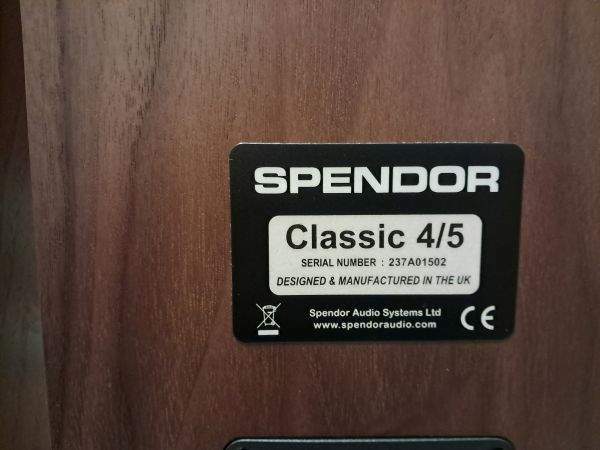 SPENDOR
Classic 4/5
SERIAL NUMBER : 237A01502
DESIGNED & MANUFACTURED IN THE UK
Spendor Audio Systems Ltd
www.spendoraudio.com
CE